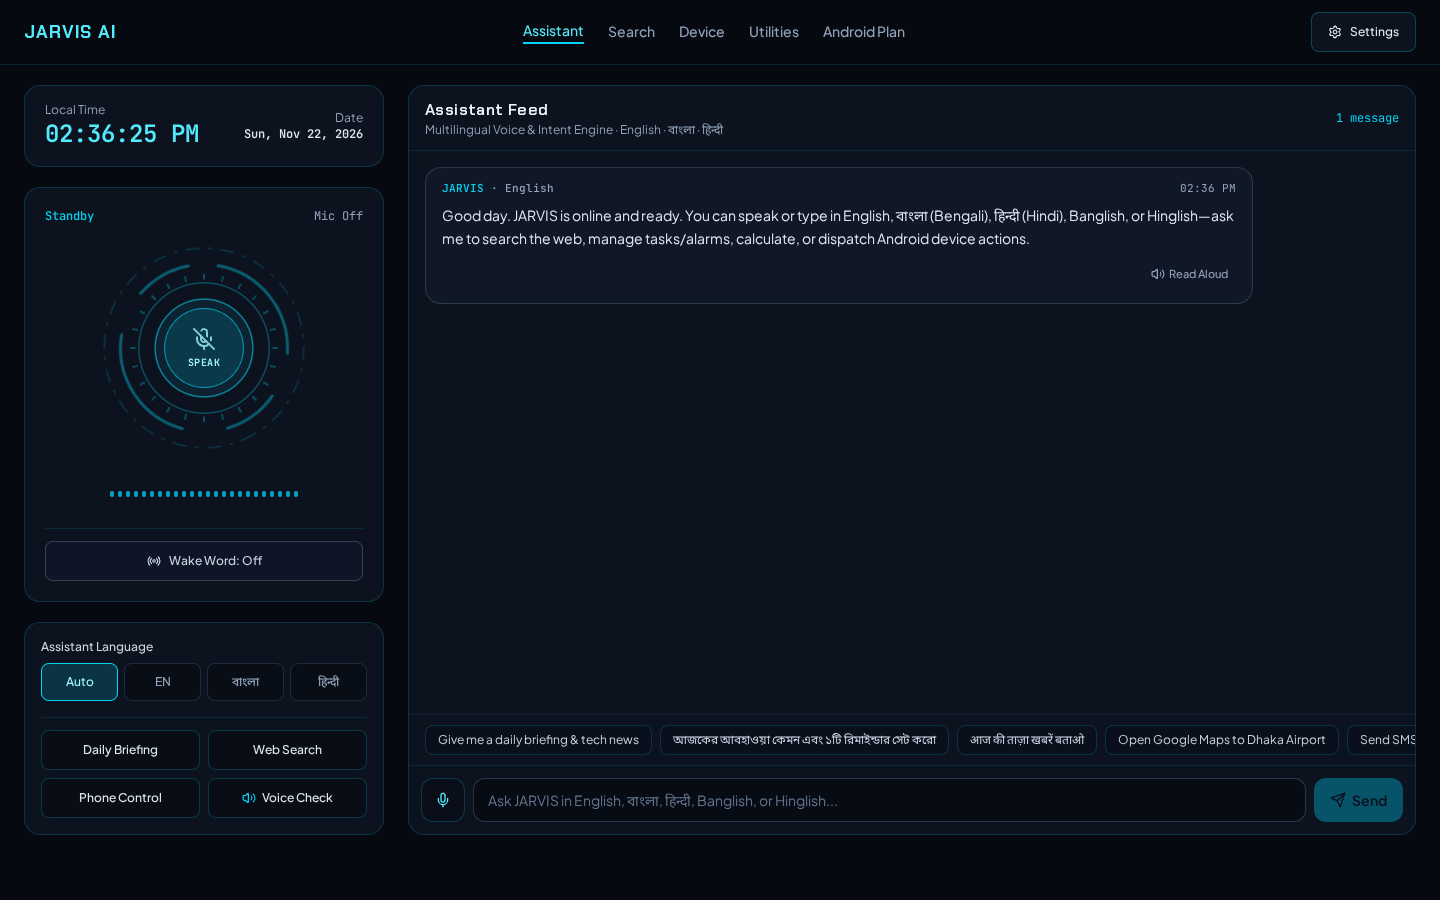 JARVIS AI
Assistant
Search
Device
Utilities
Android Plan
Settings
Local Time
02:36:25 PM
Date
Sun, Nov 22, 2026
Standby
Mic Off
SPEAK
Wake Word: Off
Assistant Language
Auto
EN
বাংলা
हिन्दी
Daily Briefing
Web Search
Phone Control
Voice Check
Assistant Feed
Multilingual Voice & Intent Engine · English · বাংলা · हिन्दी
1 message
JARVIS · English
02:36 PM
Good day. JARVIS is online and ready. You can speak or type in English, বাংলা (Bengali), हिन्दी (Hindi), Banglish, or Hinglish—ask
me to search the web, manage tasks/alarms, calculate, or dispatch Android device actions.
Read Aloud
Give me a daily briefing & tech news
আজকের আবহাওয়া কেমন এবং ১টি রিমাইন্ডার সেট করো
आज की ताज़ा खबरें बताओ
Open Google Maps to Dhaka Airport
Send SMS
Ask JARVIS in English, বাংলা, हिन्दी, Banglish, or Hinglish...
Send